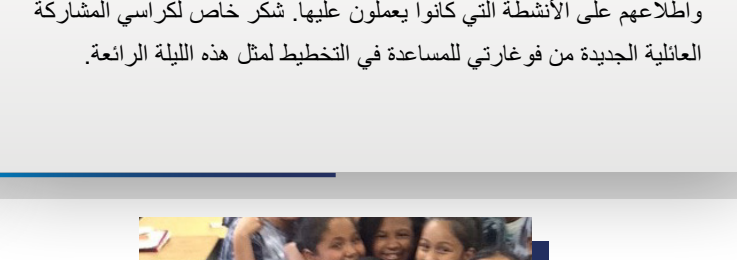 واطلاعهم على الأنشطة التي كانوا يعملون عليها. شكر خاص لكراسي المشاركة
العائلية الجديدة من فوغارتي للمساعدة في التخطيط لمثل هذه الليلة الرائعة.